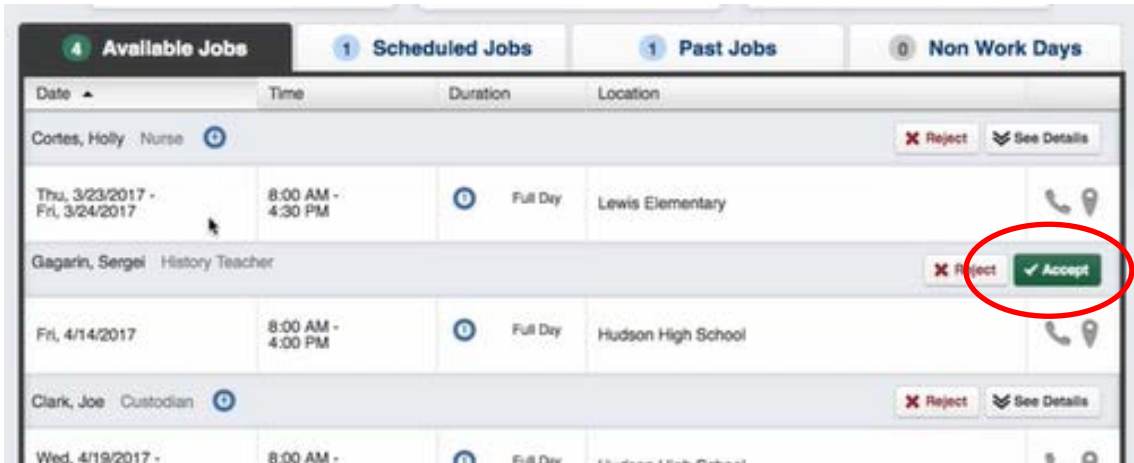 4 Available Jobs 1 Scheduled Jobs 1 Past Jobs 0 Non Work Days
Date Time Duration Location
Cortes, Holly Nurse Reject See Details
Thu, 3/23/2017 - 8:00 AM - Full Day Lewis Elementary
Fri, 3/24/2017 4:30 PM
Gagarin, Sergei History Teacher Reject Accept
Fri, 4/14/2017 8:00 AM - Full Day Hudson High School
4:00 PM
Clark, Joe Custodian Reject See Details
Wed, 4/19/2017 - 8:00 AM - Full Day Hudson High School